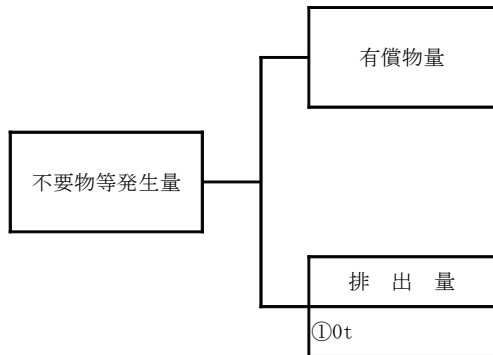 有償物量
不要物等発生量
排　出　量
①0t